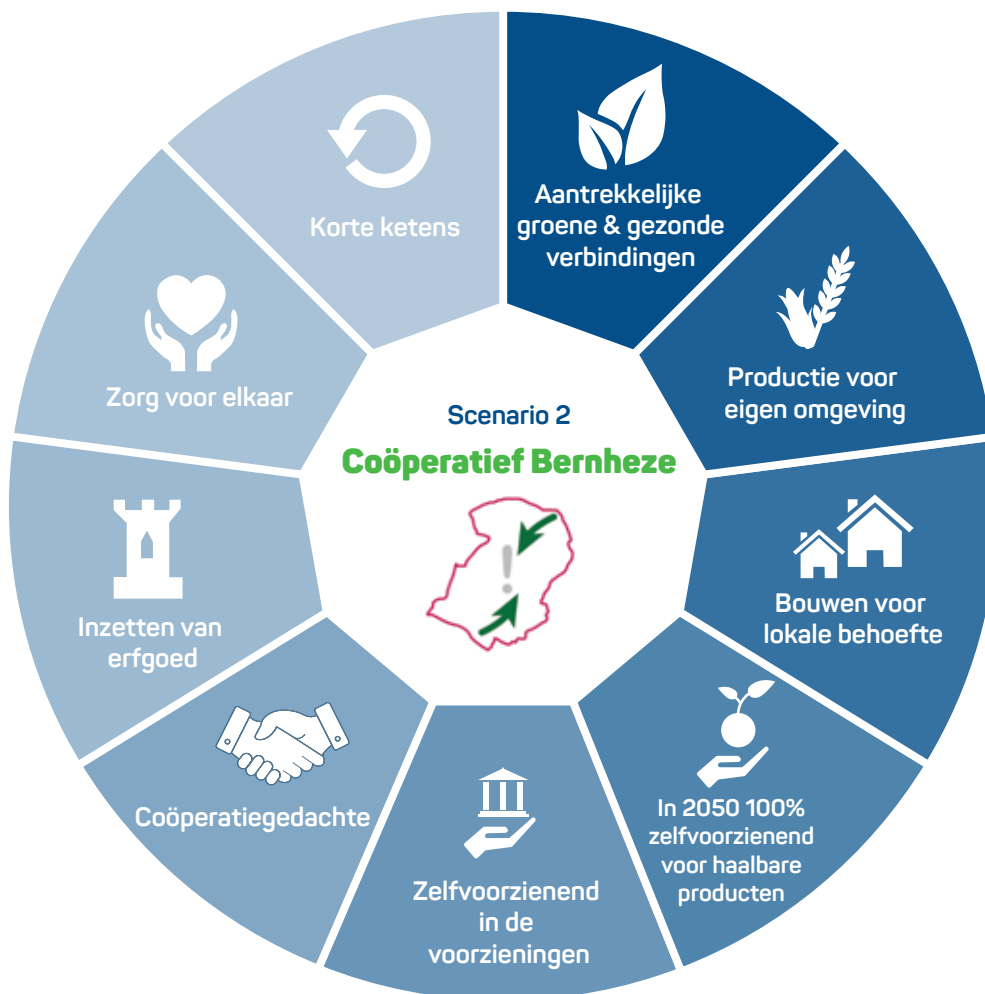 Scenario 2
Coöperatief Bernheze
Aantrekkelijke
groene & gezonde
verbindingen
Productie voor
eigen omgeving
Bouwen voor
lokale behoefte
In 2050 100%
zelfvoorzienend
voor haalbare
producten
Zelfvoorzienend
in de
voorzieningen
Coöperatiegedachte
Inzetten van
erfgoed
Zorg voor elkaar
Korte ketens